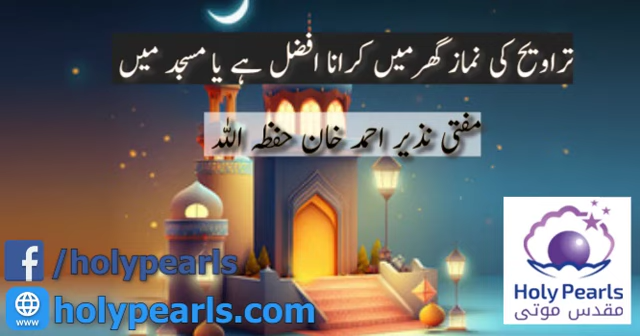 تراویح کی نماز گھر میں کرانا افضل ہے یا مسجد میں
مفتی نذیر احمد خان حفظہ اللہ
/holypearls
holypearls.com
Holy Pearls
مقدس موتی